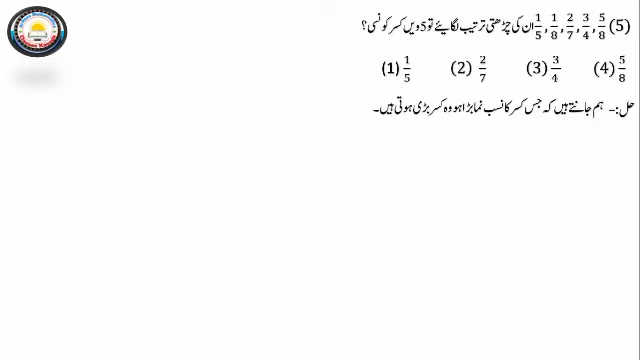 (5) 5/8 , 3/4 , 2/7 , 1/8 , 1/5 ان کی چڑھتی ترتیب لگایئے تو 5 ویں کسر کونسی؟
(1) 1/5 (2) 2/7 (3) 3/4 (4) 5/8
حل:- ہم جانتے ہیں کہ جس کسر کا نسب نما بڑا ہو وہ کسر بڑی ہوتی ہیں۔